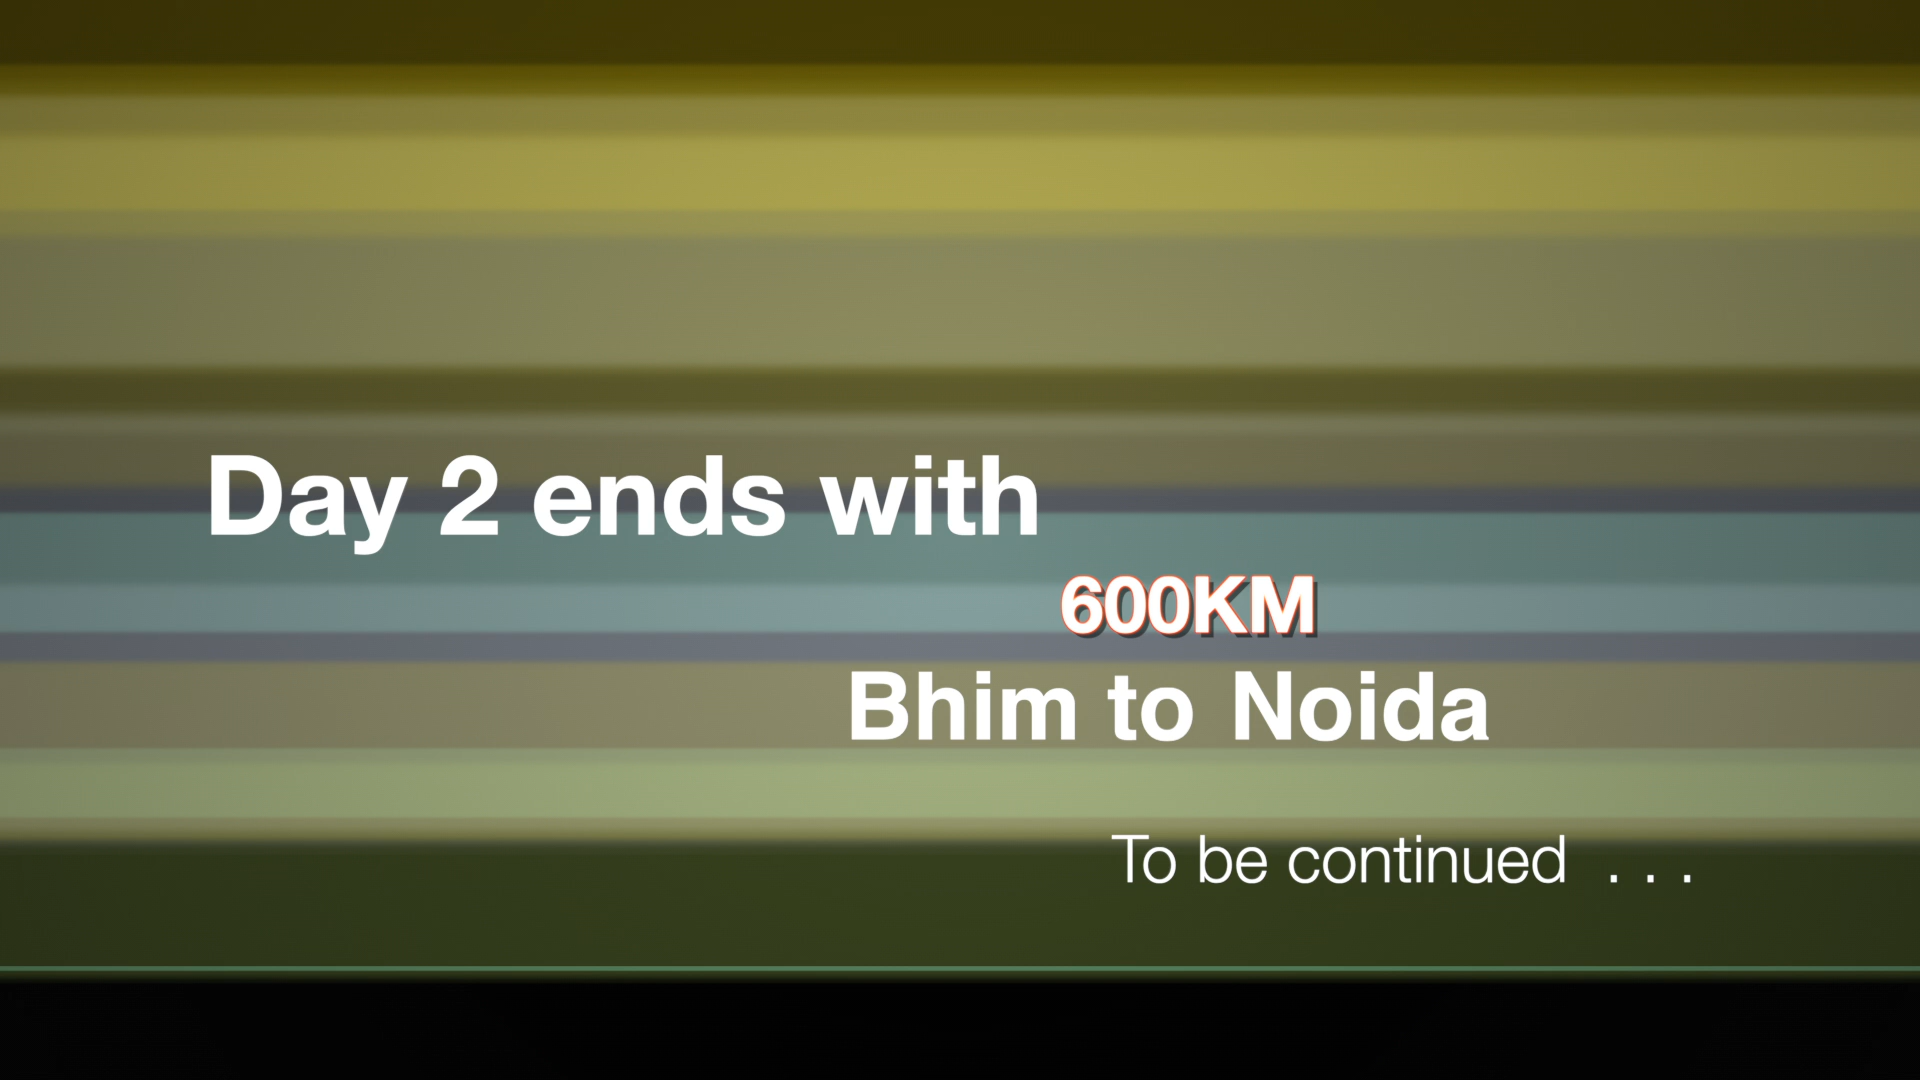 Day 2 ends with
600KM
Bhim to Noida
To be continued . . .